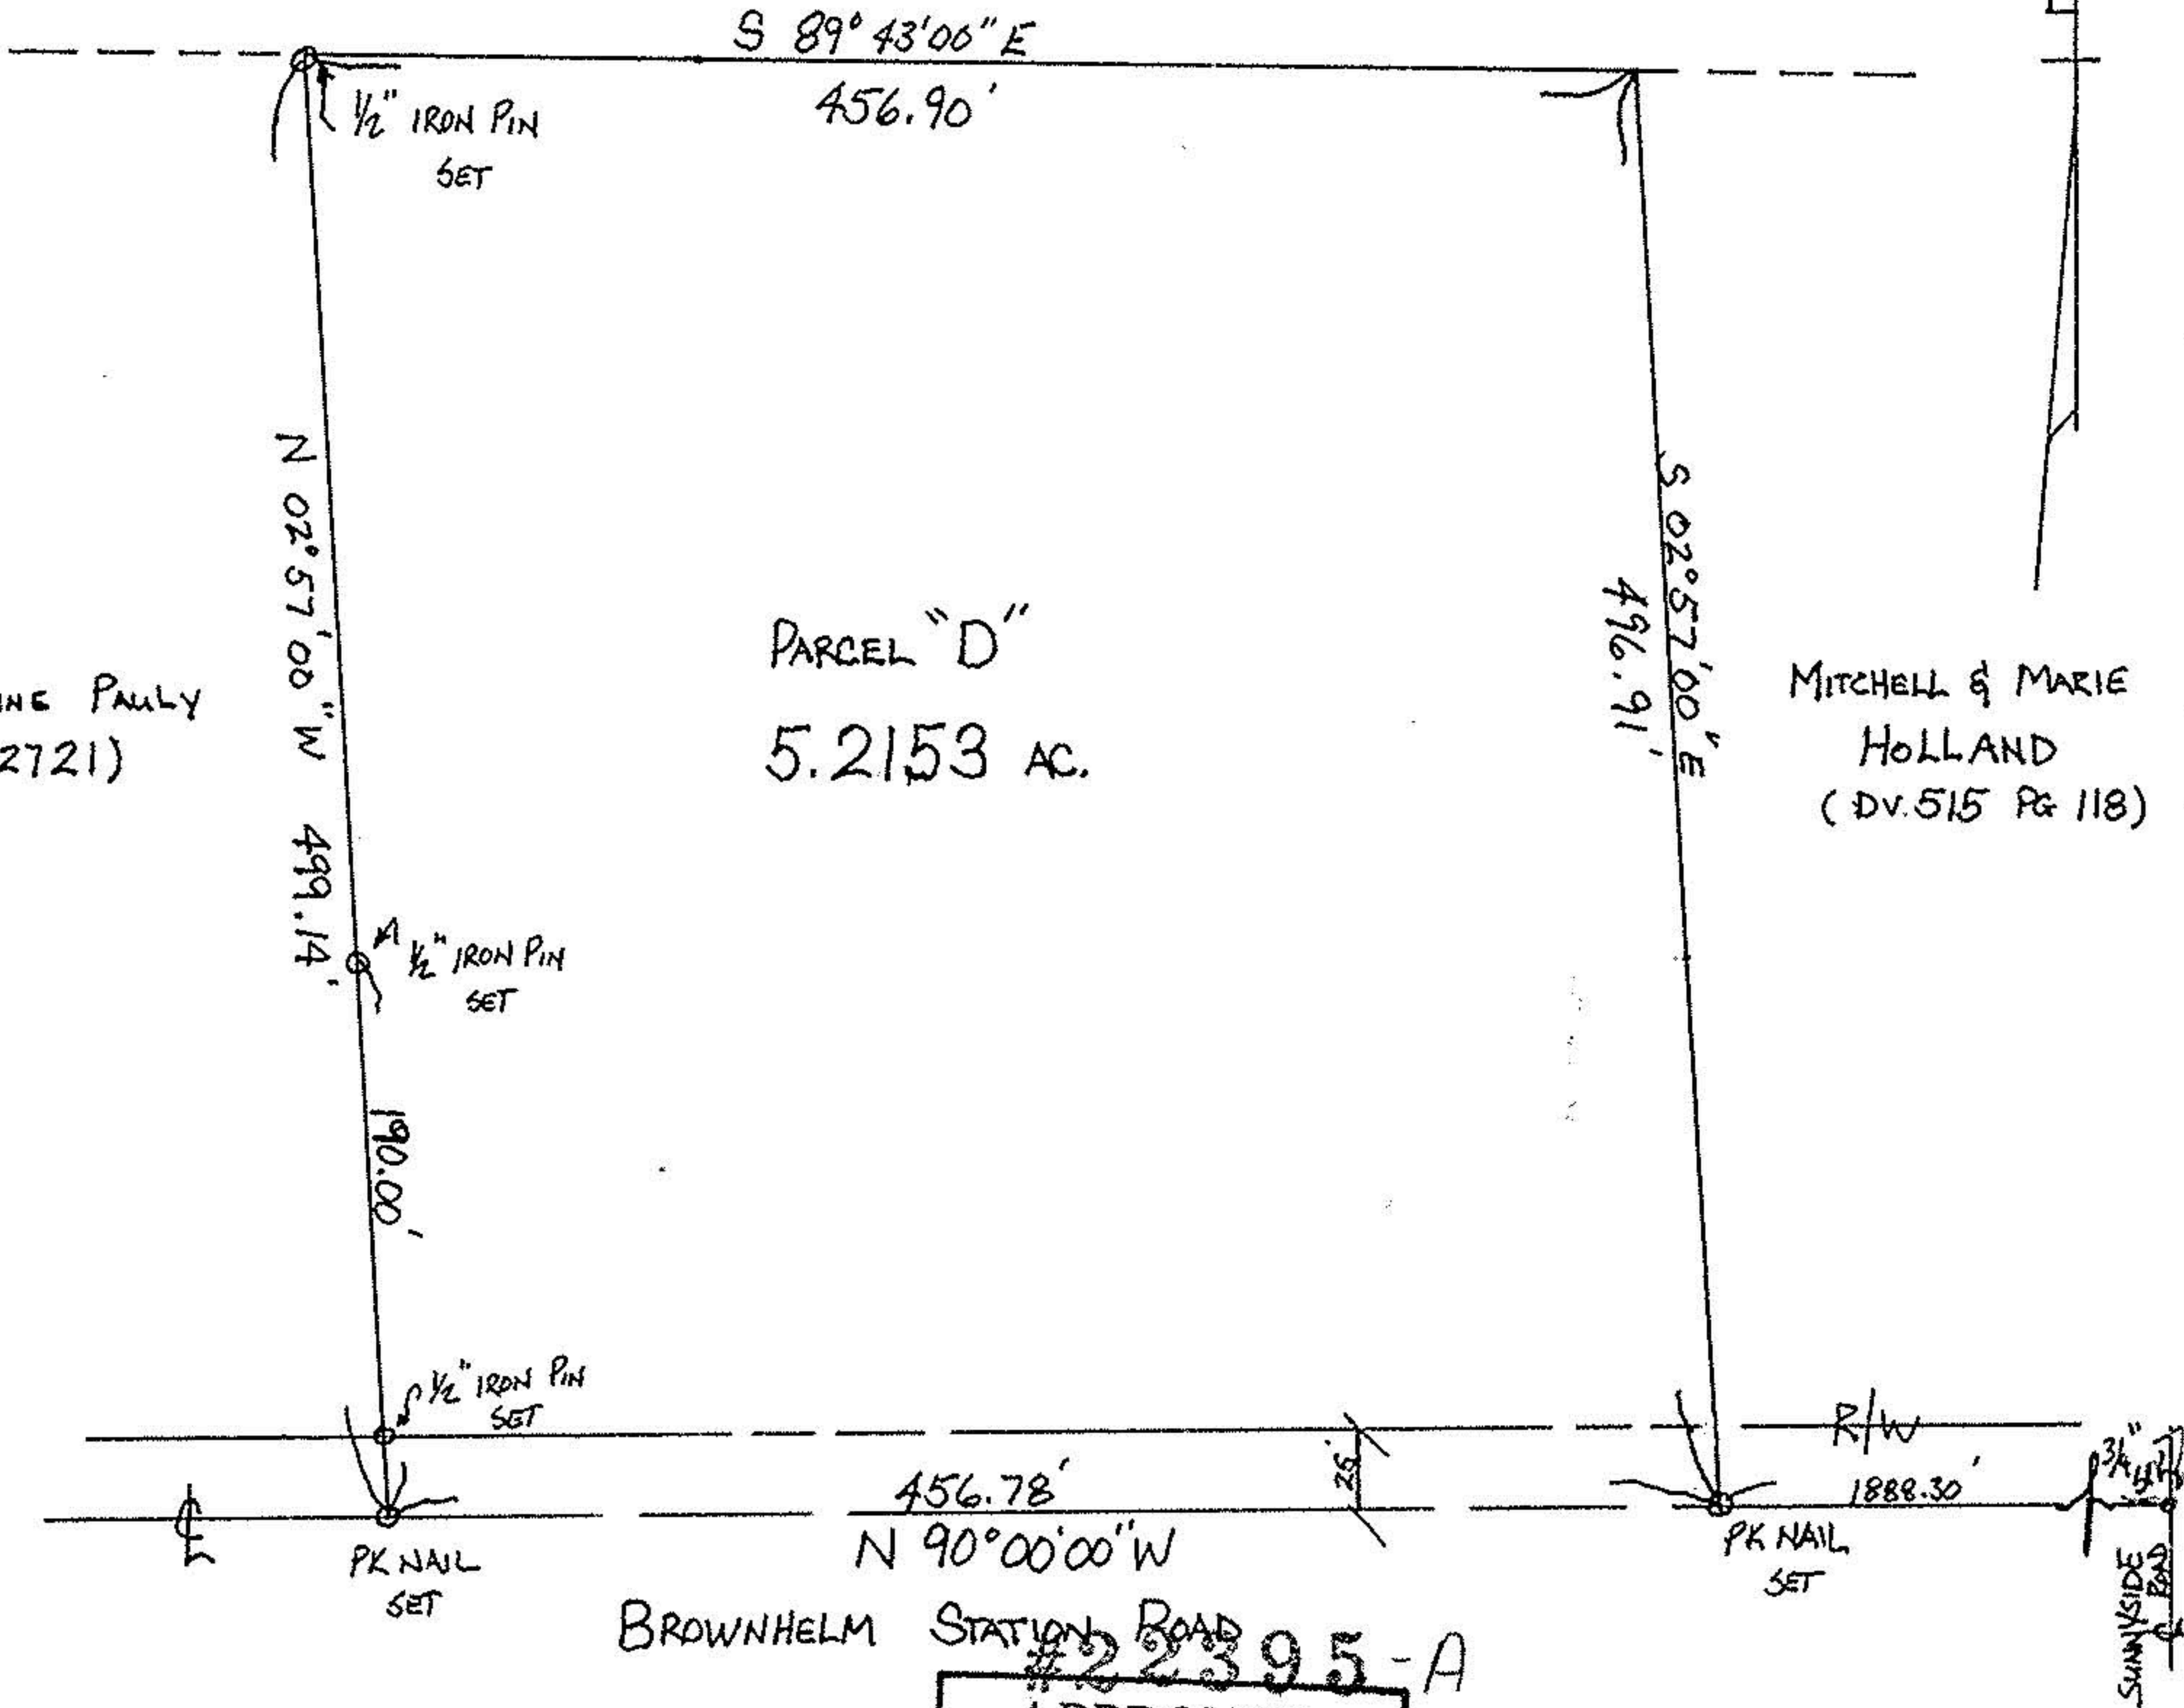 S 89° 43' 00" E
456.90'
1/2" IRON PIN
SET
N 02° 57' 00" W 499.14'
S 02° 57' 00" E
496.91'
PARCEL "D"
5.2153 AC.
PAULY
2721)
MITCHELL & MARIE
HOLLAND
(DV. 515 PG 118)
1/2" IRON PIN
SET
190.00'
1/2" IRON PIN
SET
R/W
25'
456.78'
1888.30'
3/4"
N 90° 00' 00" W
PK NAIL
SET
PK NAIL
SET
SUNNYSIDE
ROAD
BROWNHELM STATION ROAD
#22395-A